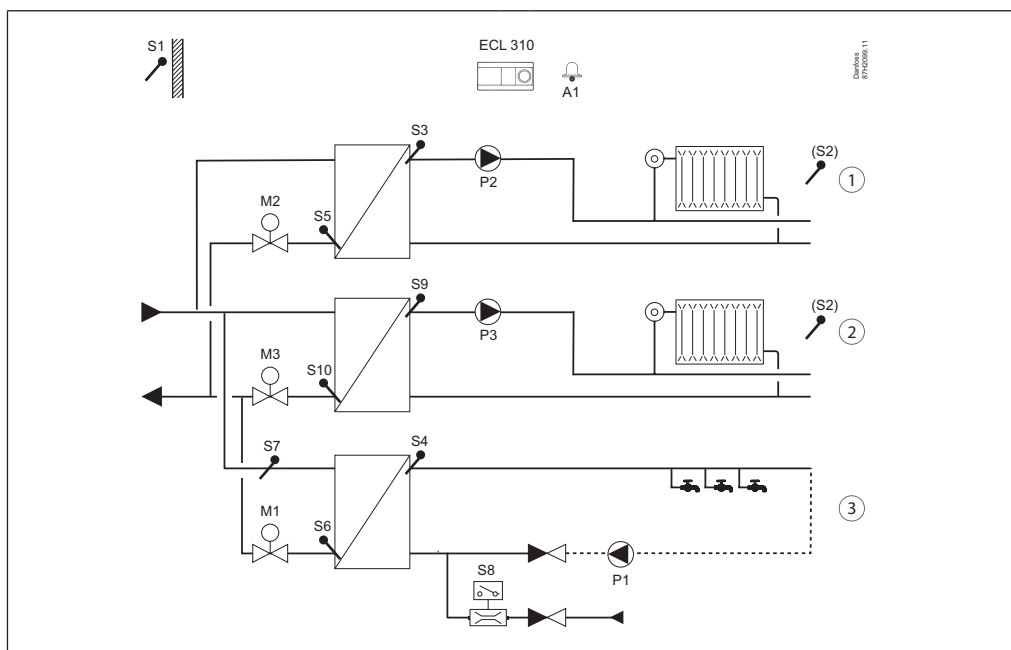 S1
ECL 310
A1
Danfoss
87H2099.11
S3
P2
(S2)
1
M2
S5
S9
P3
(S2)
2
M3
S10
S7
S4
3
M1
S6
P1
S8